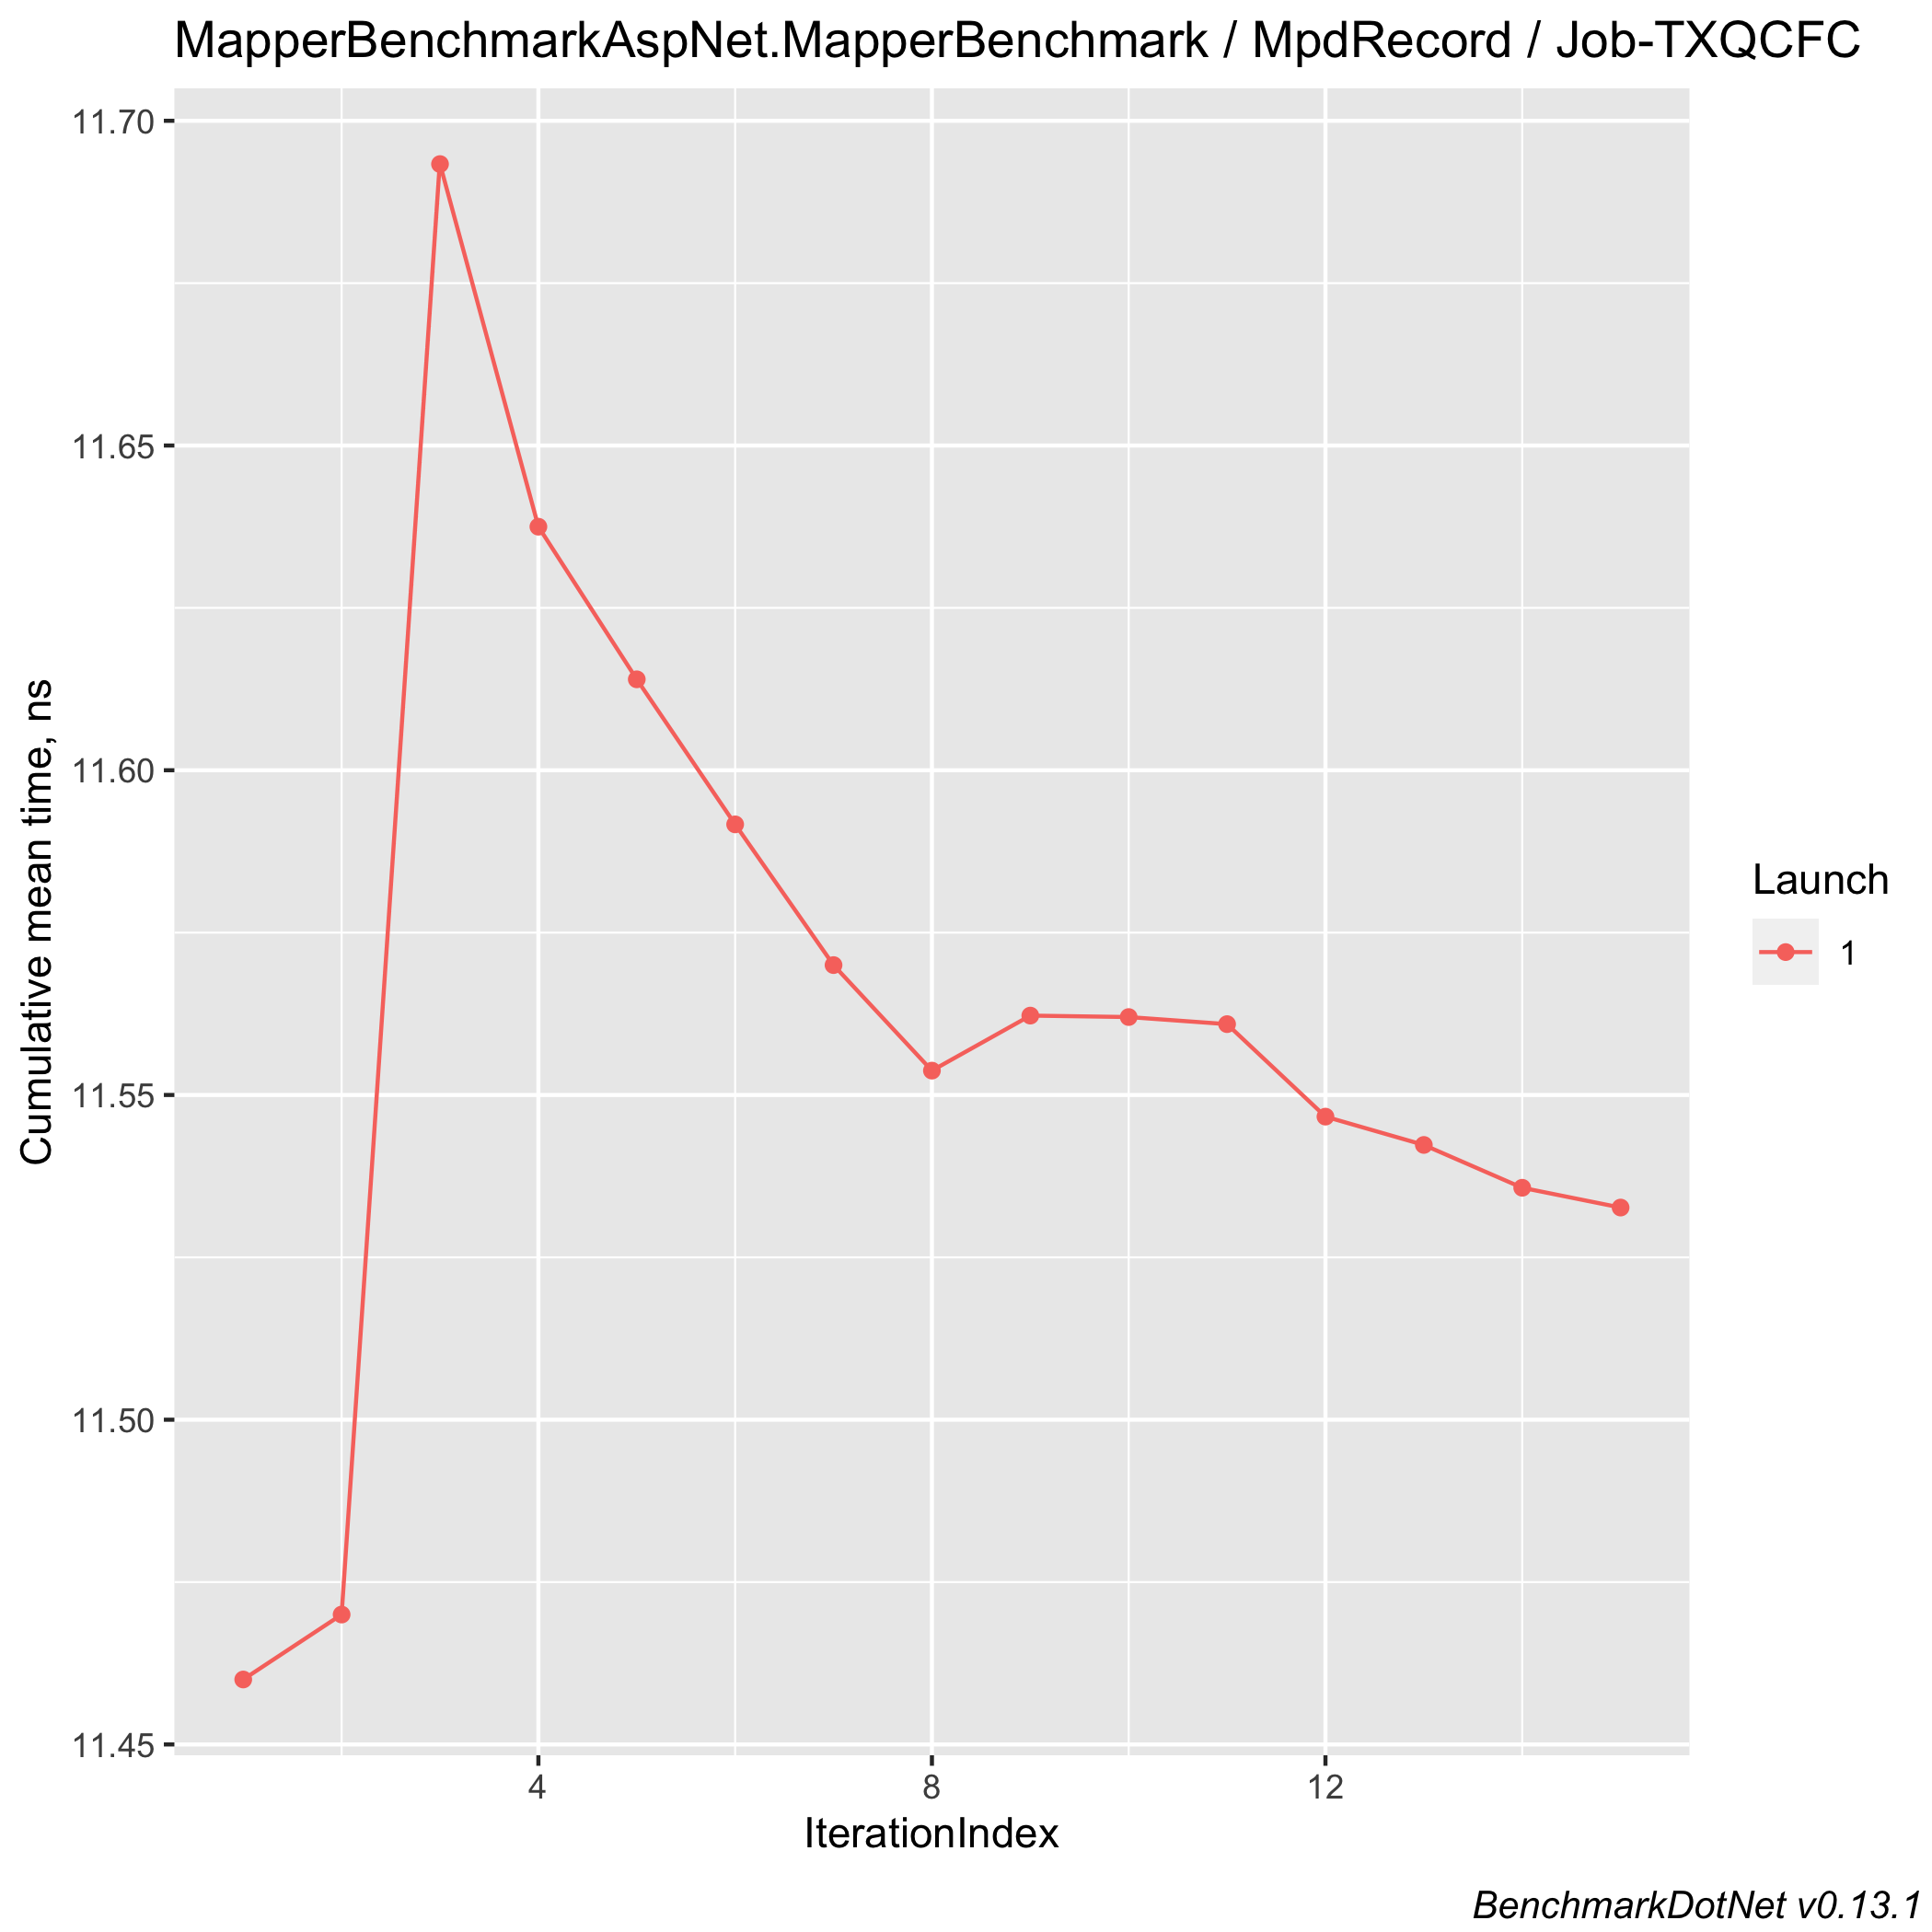 MapperBenchmarkAspNet.MapperBenchmark / MpdRecord / Job-TXQCFC
11.70
11.65
11.60
11.55
11.50
11.45
Cumulative mean time, ns
4
8
12
IterationIndex
Launch
1
BenchmarkDotNet v0.13.1